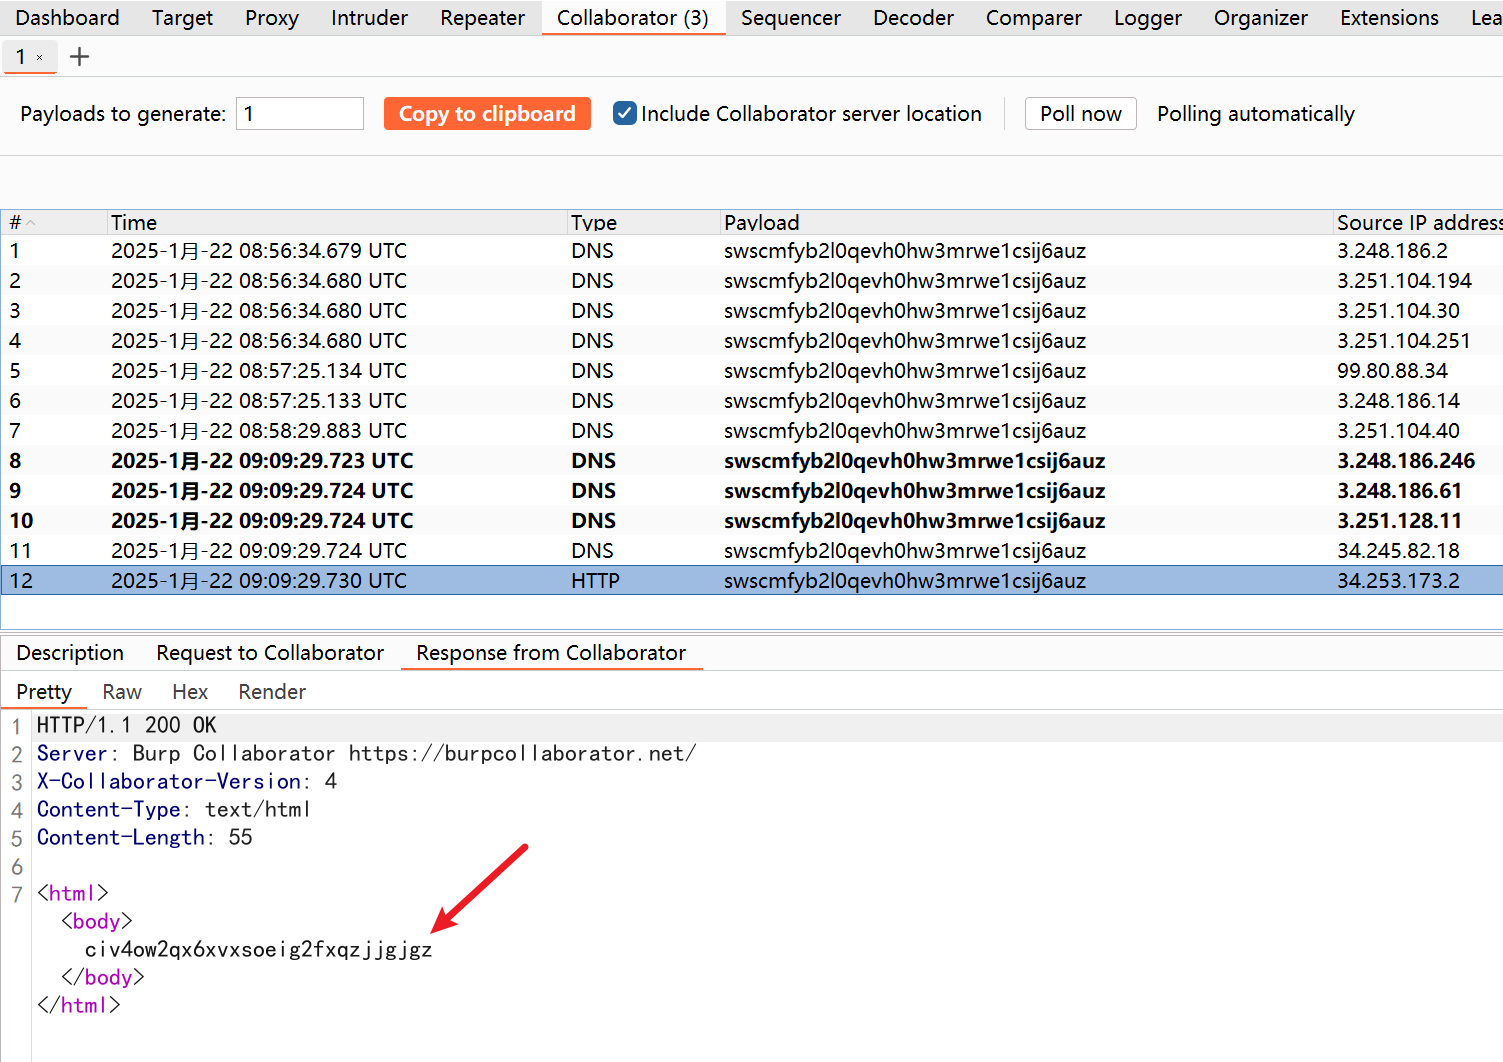 Dashboard Target Proxy Intruder Repeater Collaborator (3) Sequencer Decoder Comparer Logger Organizer Extensions Lea
1 × +
Payloads to generate: 1 Copy to clipboard Include Collaborator server location Poll now Polling automatically
# Time Type Payload Source IP address
1 2025-1月-22 08:56:34.679 UTC DNS swscmfyb2l0qevh0hw3mrwe1csij6auz 3.248.186.2
2 2025-1月-22 08:56:34.680 UTC DNS swscmfyb2l0qevh0hw3mrwe1csij6auz 3.251.104.194
3 2025-1月-22 08:56:34.680 UTC DNS swscmfyb2l0qevh0hw3mrwe1csij6auz 3.251.104.30
4 2025-1月-22 08:56:34.680 UTC DNS swscmfyb2l0qevh0hw3mrwe1csij6auz 3.251.104.251
5 2025-1月-22 08:57:25.134 UTC DNS swscmfyb2l0qevh0hw3mrwe1csij6auz 99.80.88.34
6 2025-1月-22 08:57:25.133 UTC DNS swscmfyb2l0qevh0hw3mrwe1csij6auz 3.248.186.14
7 2025-1月-22 08:58:29.883 UTC DNS swscmfyb2l0qevh0hw3mrwe1csij6auz 3.251.104.40
8 2025-1月-22 09:09:29.723 UTC DNS swscmfyb2l0qevh0hw3mrwe1csij6auz 3.248.186.246
9 2025-1月-22 09:09:29.724 UTC DNS swscmfyb2l0qevh0hw3mrwe1csij6auz 3.248.186.61
10 2025-1月-22 09:09:29.724 UTC DNS swscmfyb2l0qevh0hw3mrwe1csij6auz 3.251.128.11
11 2025-1月-22 09:09:29.724 UTC DNS swscmfyb2l0qevh0hw3mrwe1csij6auz 34.245.82.18
12 2025-1月-22 09:09:29.730 UTC HTTP swscmfyb2l0qevh0hw3mrwe1csij6auz 34.253.173.2
Description Request to Collaborator Response from Collaborator
Pretty Raw Hex Render
1 HTTP/1.1 200 OK
2 Server: Burp Collaborator https://burpcollaborator.net/
3 X-Collaborator-Version: 4
4 Content-Type: text/html
5 Content-Length: 55
6
7 <html>
<body>
civ4ow2qx6xvxsoeig2fxqzjjgjgz
</body>
</html>